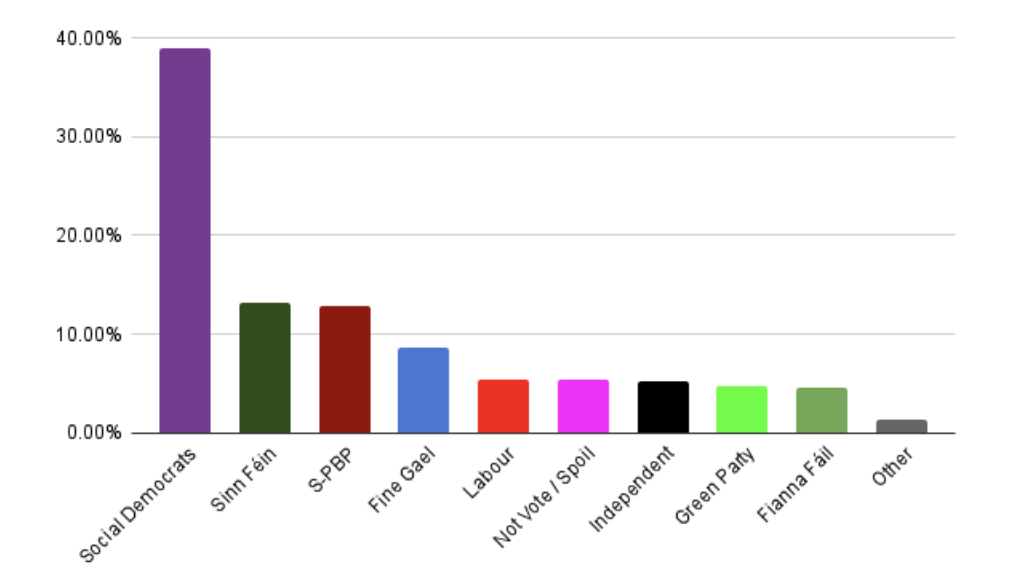 40.00%
30.00%
20.00%
10.00%
0.00%
Social Democrats
Sinn Féin
S-PBP
Fine Gael
Labour
Not Vote / Spoil
Independent
Green Party
Fianna Fáil
Other